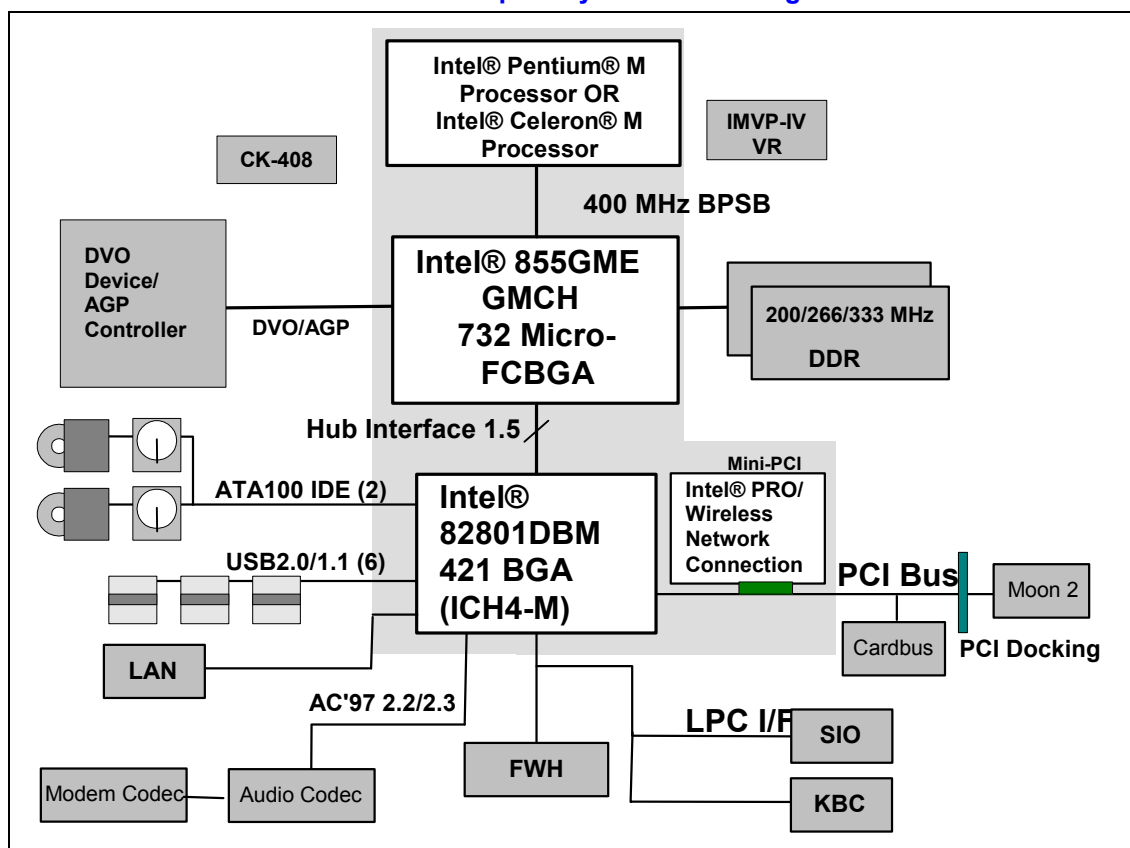 Intel® Pentium® M
Processor OR
Intel® Celeron® M
Processor
IMVP-IV
VR
CK-408
400 MHz BPSB
DVO
Device/
AGP
Controller
DVO/AGP
Intel® 855GME
GMCH
732 Micro-
FCBGA
200/266/333 MHz
DDR
Hub Interface 1.5
ATA100 IDE (2)
USB2.0/1.1 (6)
Intel®
82801DBM
421 BGA
(ICH4-M)
Mini-PCI
Intel® PRO/
Wireless
Network
Connection
PCI Bus
Moon 2
Cardbus
PCI Docking
LAN
AC'97 2.2/2.3
LPC I/F
SIO
FWH
KBC
Modem Codec
Audio Codec